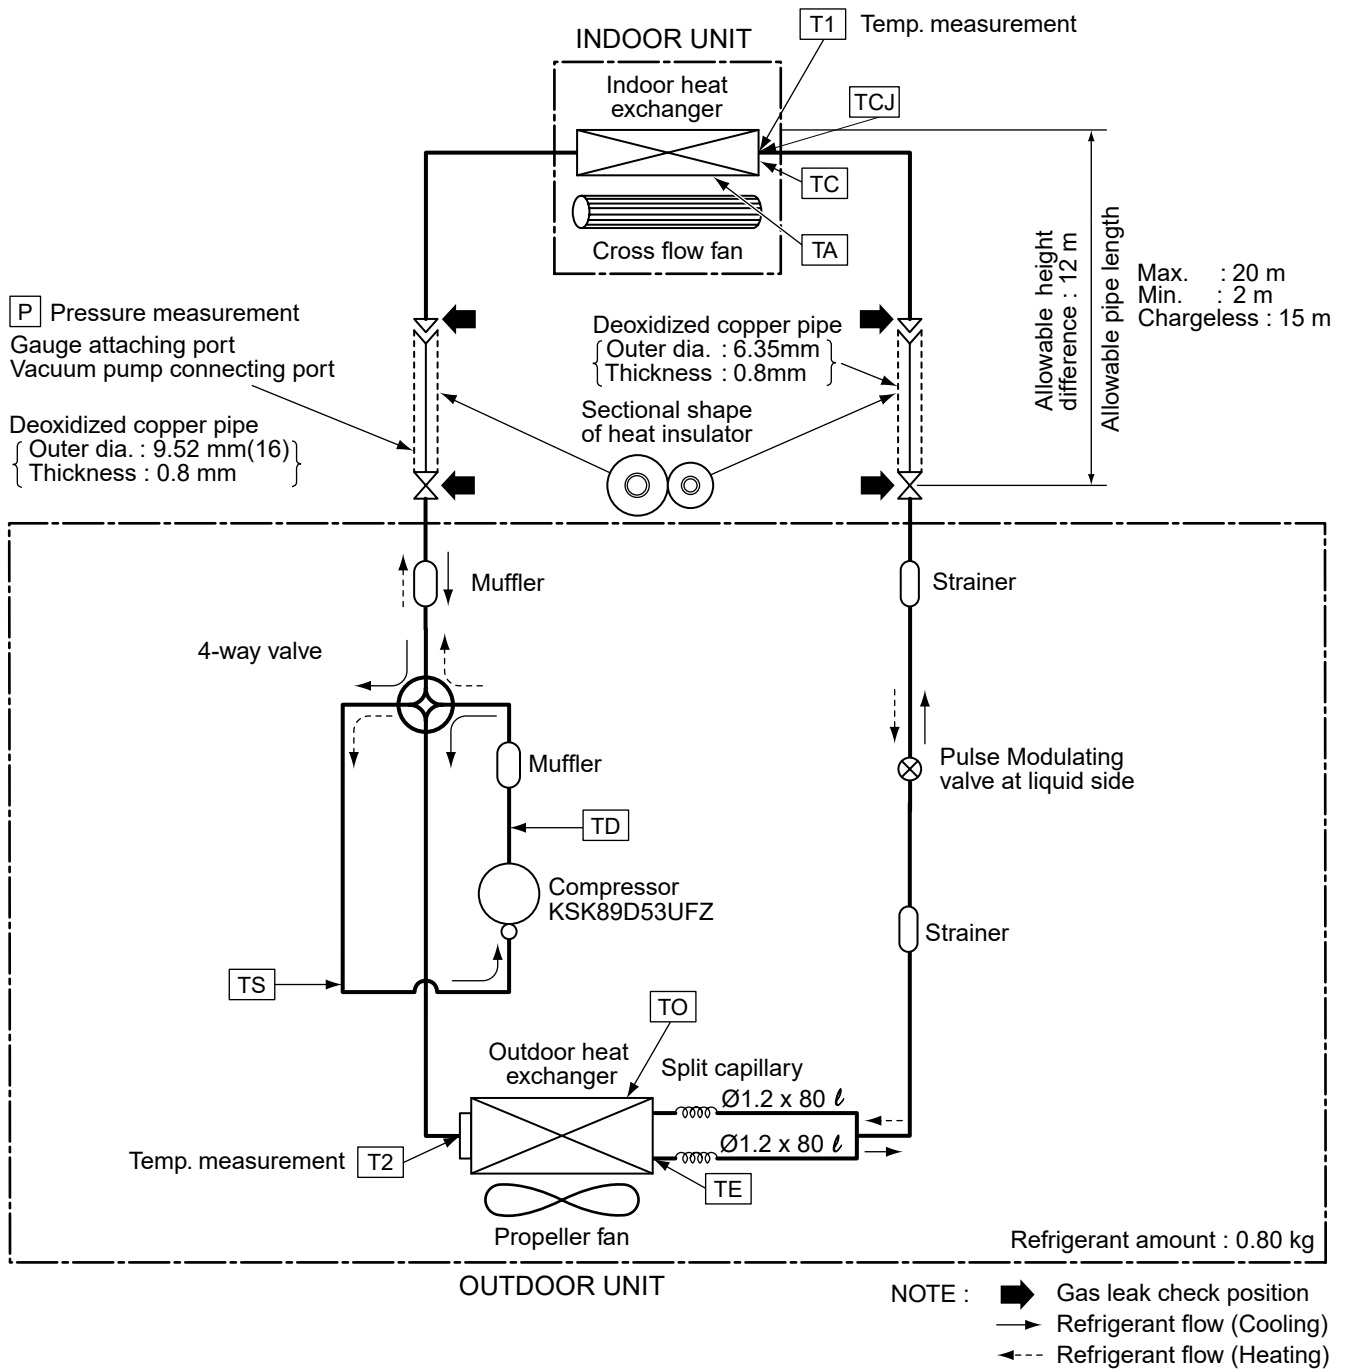 T1 Temp. measurement
INDOOR UNIT
Indoor heat
exchanger
TCJ
TC
Cross flow fan
TA
Allowable height
difference : 12 m
Allowable pipe length
Max. : 20 m
Min. : 2 m
Chargeless : 15 m
P Pressure measurement
Gauge attaching port
Vacuum pump connecting port
Deoxidized copper pipe
Outer dia. : 9.52 mm(16)
Thickness : 0.8 mm
Deoxidized copper pipe
Outer dia. : 6.35mm
Thickness : 0.8mm
Sectional shape
of heat insulator
Muffler
Strainer
4-way valve
Muffler
Pulse Modulating
valve at liquid side
TD
Compressor
KSK89D53UFZ
Strainer
TS
TO
Outdoor heat
exchanger
Split capillary
Ø1.2 x 80 ℓ
Ø1.2 x 80 ℓ
Temp. measurement T2
TE
Propeller fan
Refrigerant amount : 0.80 kg
OUTDOOR UNIT
NOTE :
Gas leak check position
Refrigerant flow (Cooling)
Refrigerant flow (Heating)